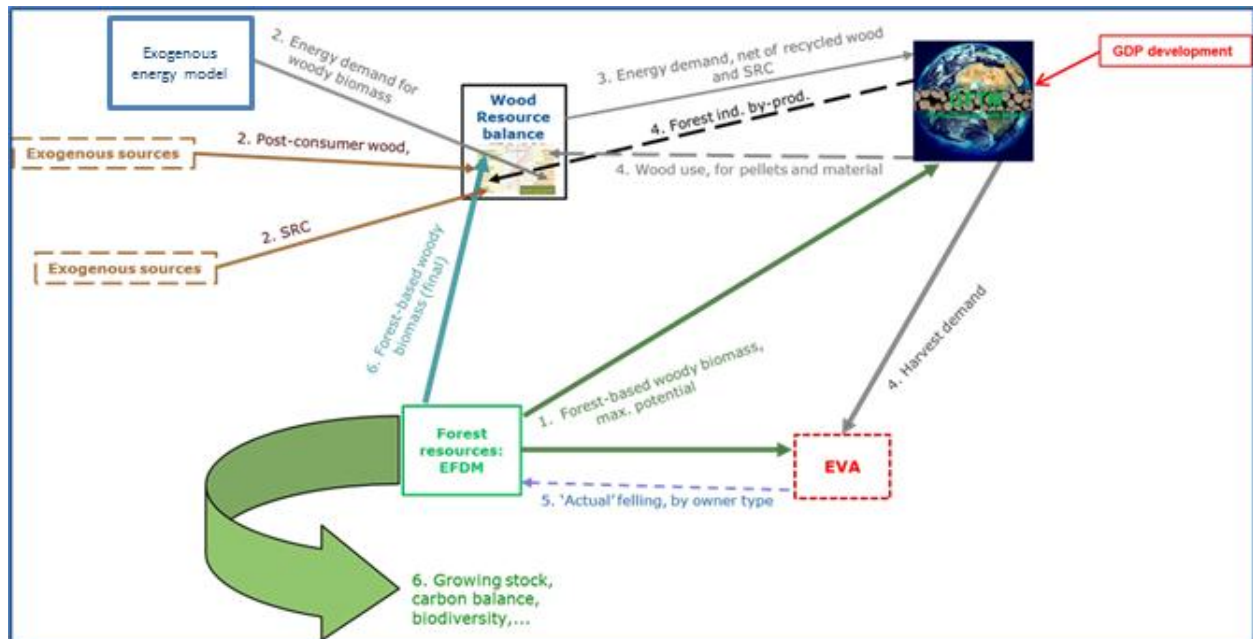 Exogenous
energy model
2. Energy demand for
woody biomass
Wood
Resource
balance
3. Energy demand, net of recycled wood
and SRC
GDP development
4. Forest ind. by-prod.
Exogenous sources
2. Post-consumer wood,
4. Wood use, for pellets and material
2. SRC
Exogenous sources
6. Forest-based woody
biomass (final)
4. Harvest demand
1. Forest-based woody biomass,
max. potential
Forest
resources:
EFDM
EVA
5. ‘Actual’ felling, by owner type
6. Growing stock,
carbon balance,
biodiversity,...